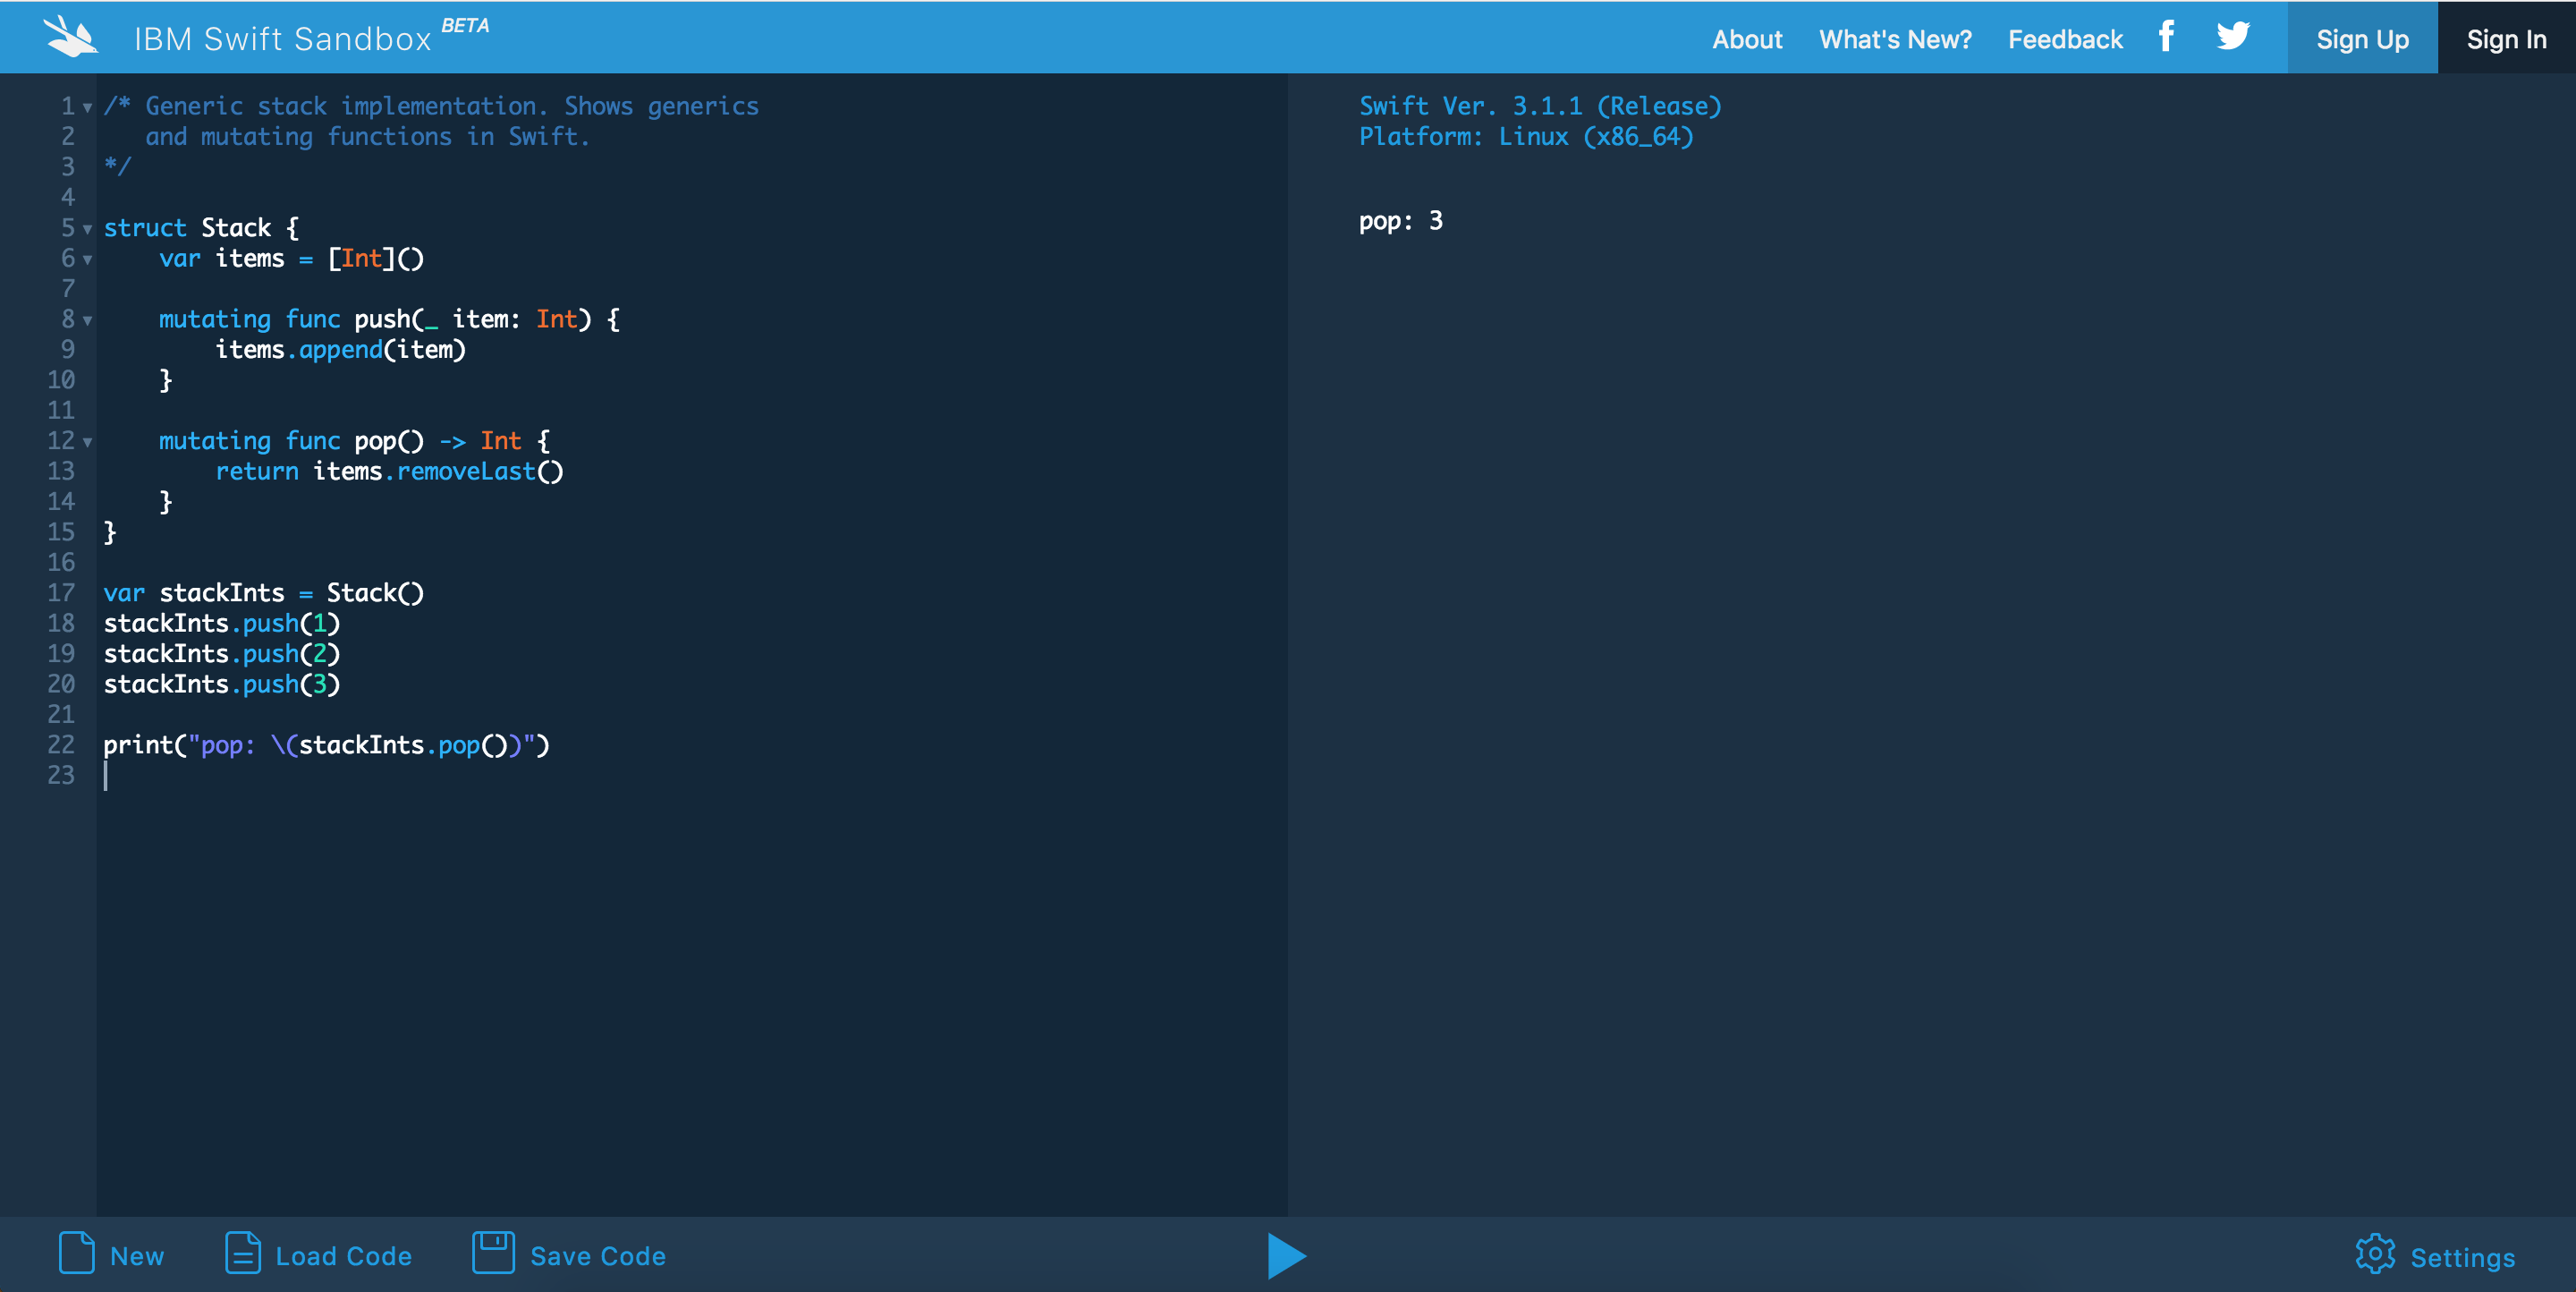 IBM Swift Sandbox BETA
About What's New? Feedback Sign Up Sign In
1 /* Generic stack implementation. Shows generics
2    and mutating functions in Swift.
3 */
4
5 struct Stack {
6     var items = [Int]()
7
8     mutating func push(_ item: Int) {
9         items.append(item)
10     }
11
12     mutating func pop() -> Int {
13         return items.removeLast()
14     }
15 }
16
17 var stackInts = Stack()
18 stackInts.push(1)
19 stackInts.push(2)
20 stackInts.push(3)
21
22 print("pop: \(stackInts.pop())")
23
Swift Ver. 3.1.1 (Release)
Platform: Linux (x86_64)
pop: 3
New Load Code Save Code Settings